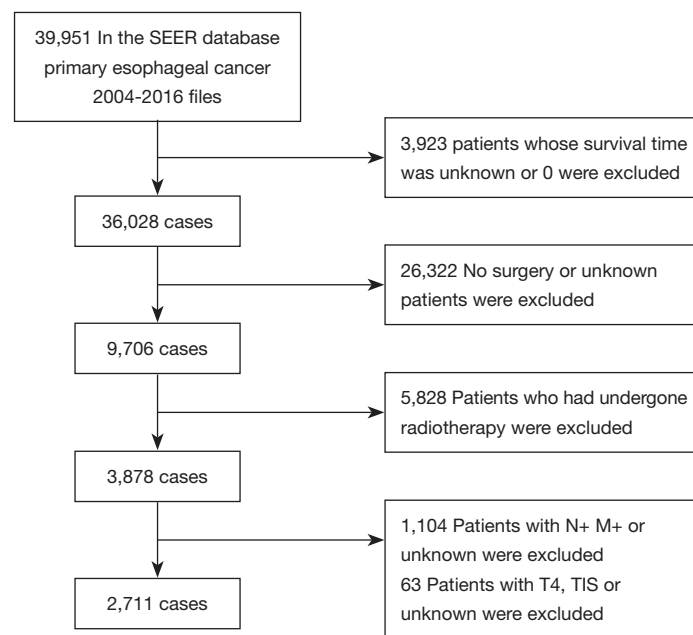 39,951 In the SEER database
primary esophageal cancer
2004-2016 files
3,923 patients whose survival time
was unknown or 0 were excluded
36,028 cases
26,322 No surgery or unknown
patients were excluded
9,706 cases
5,828 Patients who had undergone
radiotherapy were excluded
3,878 cases
1,104 Patients with N+ M+ or
unknown were excluded
63 Patients with T4, TIS or
unknown were excluded
2,711 cases